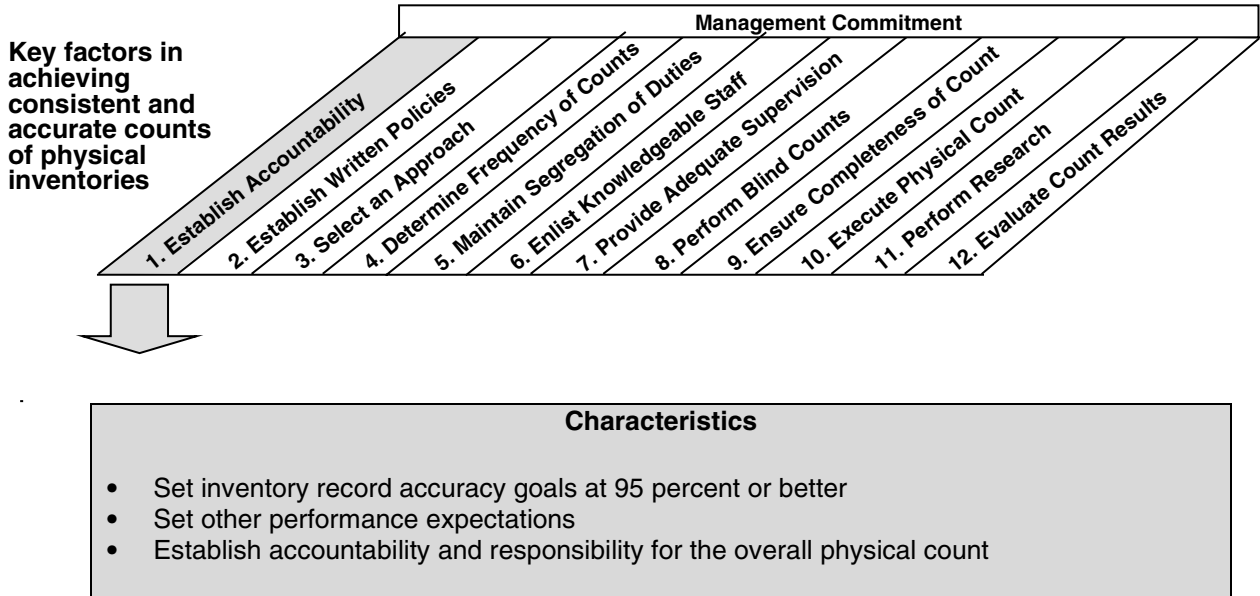 Management Commitment
Key factors in
achieving
consistent and
accurate counts
of physical
inventories
1. Establish Accountability
2. Establish Written Policies
3. Select an Approach
4. Determine Frequency of Counts
5. Maintain Segregation of Duties
6. Enlist Knowledgeable Staff
7. Provide Adequate Supervision
8. Perform Blind Counts
9. Ensure Completeness of Count
10. Execute Physical Count
11. Perform Research
12. Evaluate Count Results
Characteristics
• Set inventory record accuracy goals at 95 percent or better
• Set other performance expectations
• Establish accountability and responsibility for the overall physical count